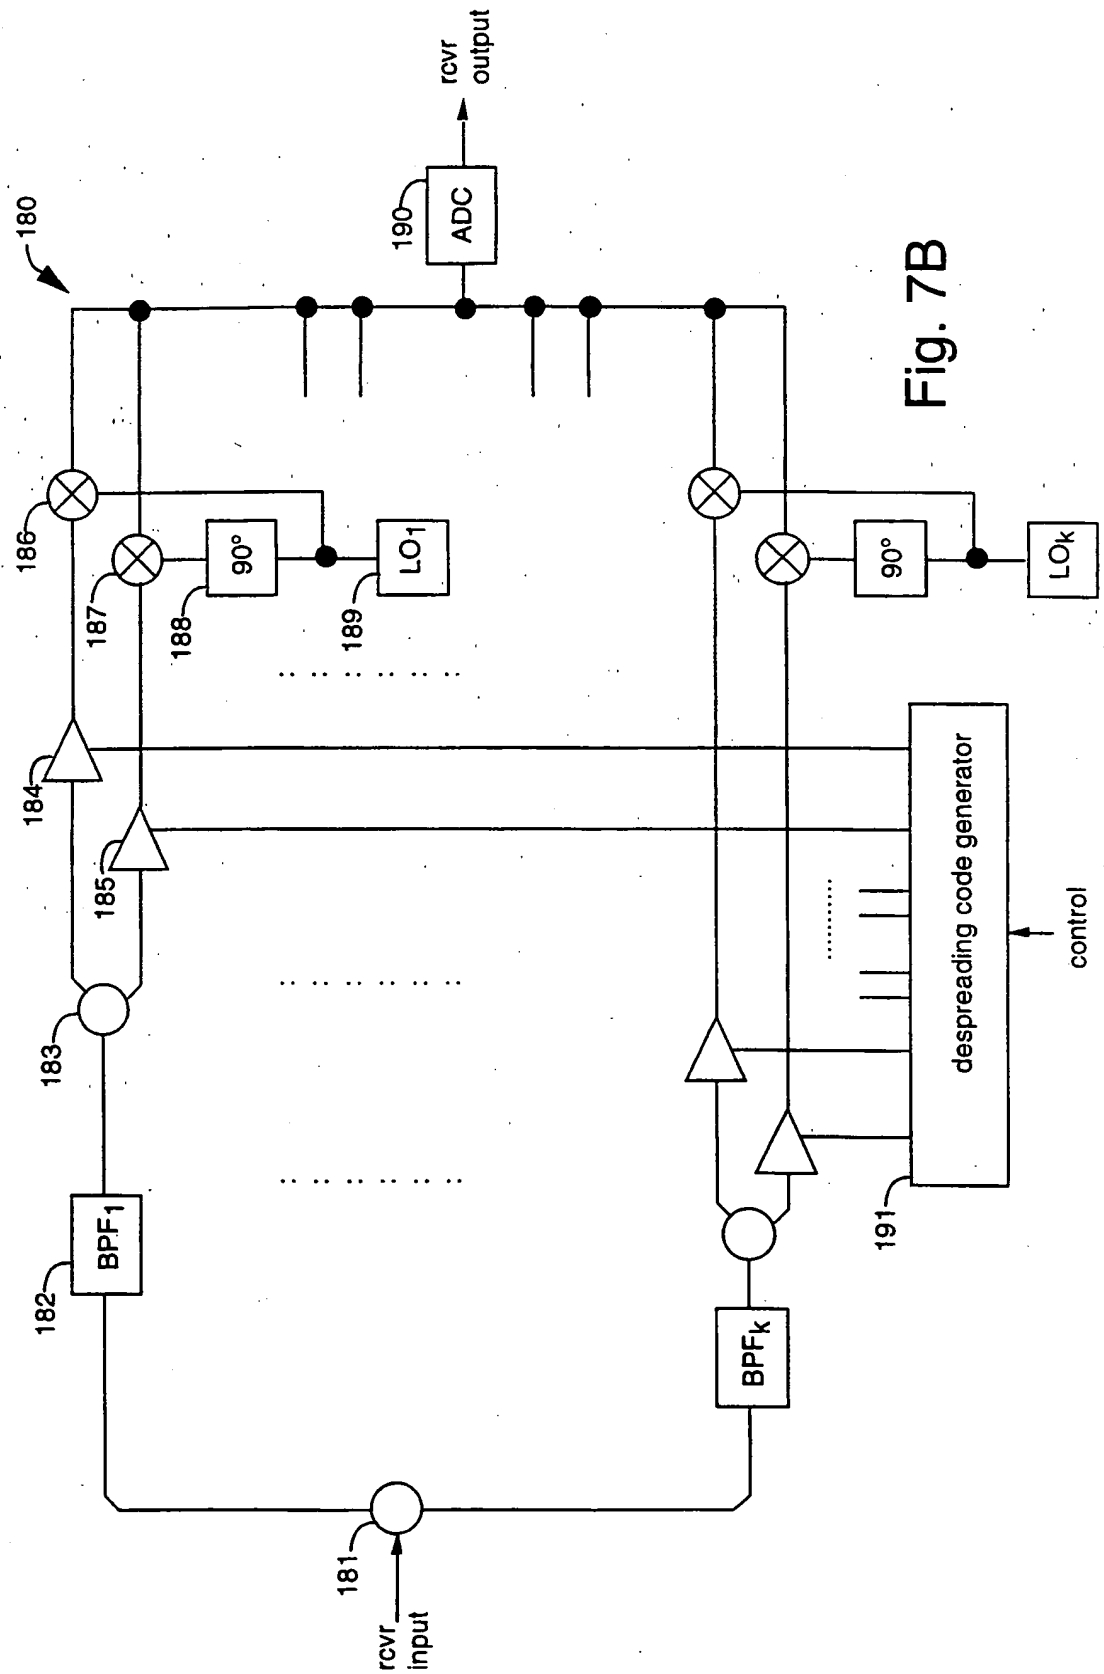 rcvr
input
181
182
BPF1
183
184
185
186
187
188
90°
189
LO1
180
190
ADC
rcvr
output
BPFk
90°
LOk
191
despreading code generator
control
Fig. 7B